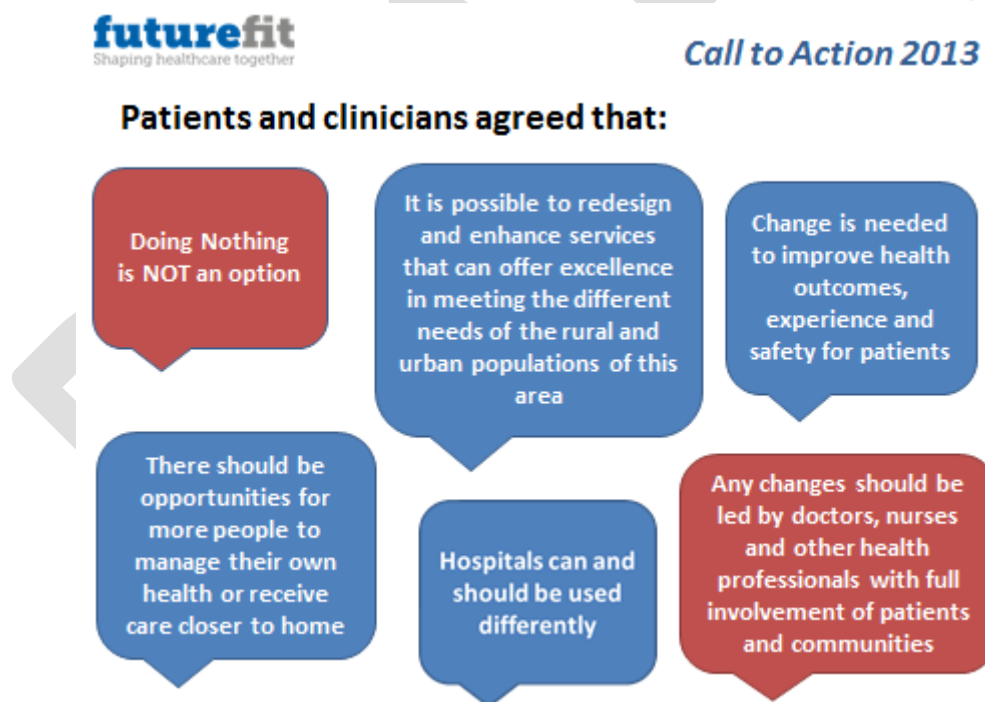 futurefit
Shaping healthcare together
Call to Action 2013
Patients and clinicians agreed that:
Doing Nothing
is NOT an option
It is possible to redesign
and enhance services
that can offer excellence
in meeting the different
needs of the rural and
urban populations of this
area
Change is needed
to improve health
outcomes,
experience and
safety for patients
There should be
opportunities for
more people to
manage their own
health or receive
care closer to home
Hospitals can and
should be used
differently
Any changes should be
led by doctors, nurses
and other health
professionals with full
involvement of patients
and communities